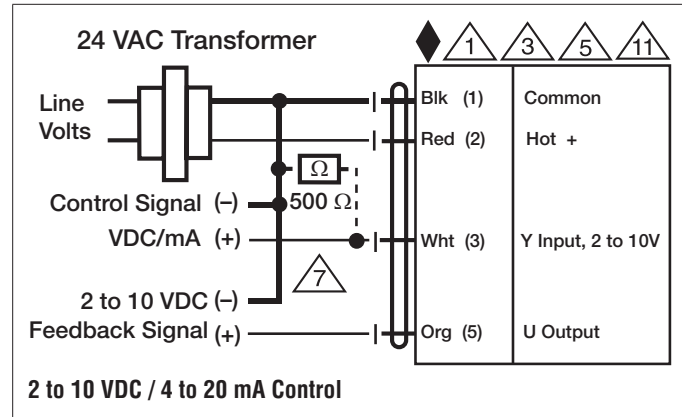 24 VAC Transformer
1 3 5 11
Line
Volts
Blk (1) Common
Red (2) Hot +
Ω
500 Ω
Control Signal (–)
VDC/mA (+)
Wht (3) Y Input, 2 to 10V
7
2 to 10 VDC (–)
Feedback Signal (+)
Org (5) U Output
2 to 10 VDC / 4 to 20 mA Control